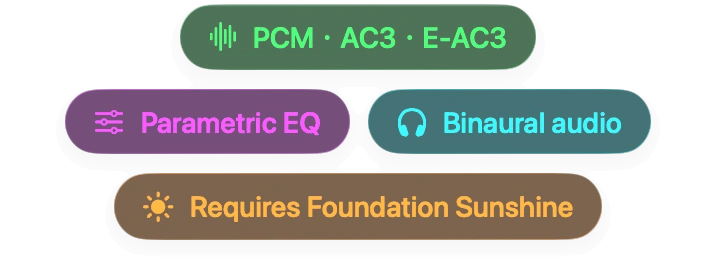 PCM · AC3 · E-AC3
Parametric EQ
Binaural audio
Requires Foundation Sunshine